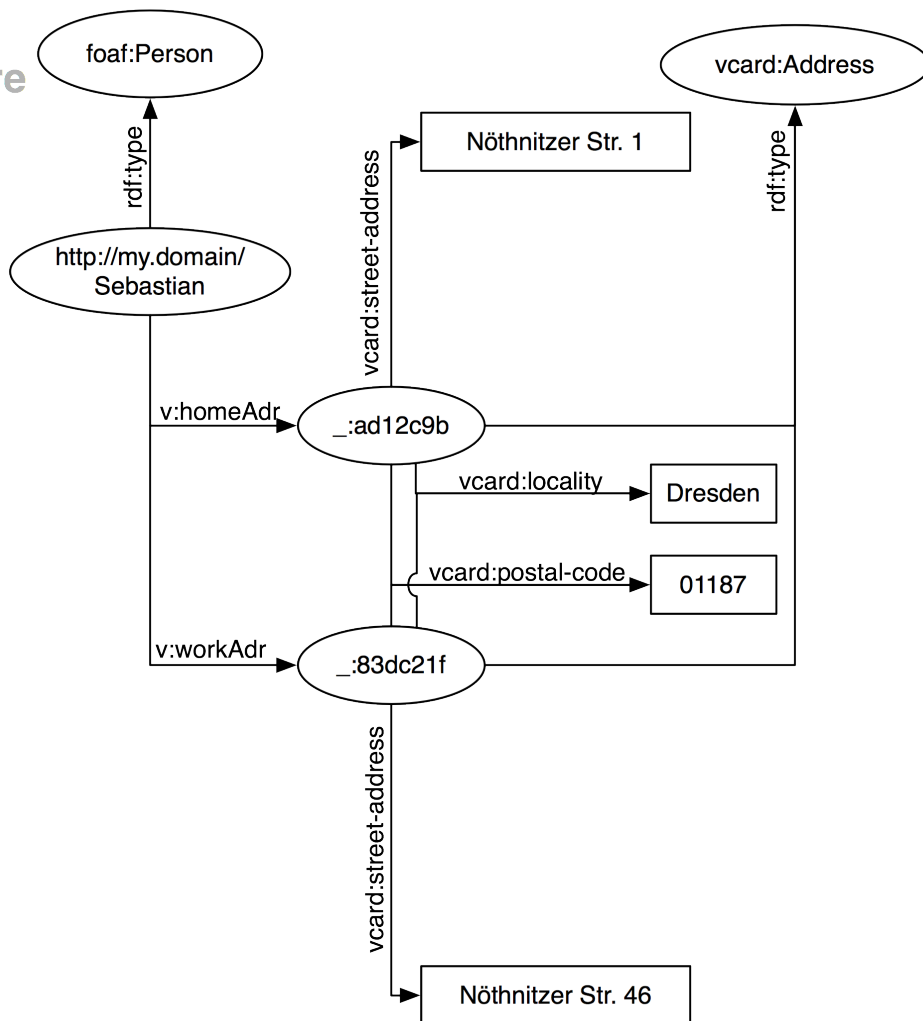 foaf:Person
vcard:Address
re
Nöthnitzer Str. 1
rdf:type
rdf:type
vcard:street-address
http://my.domain/
Sebastian
v:homeAdr
_:ad12c9b
vcard:locality
Dresden
vcard:postal-code
01187
v:workAdr
_:83dc21f
vcard:street-address
Nöthnitzer Str. 46